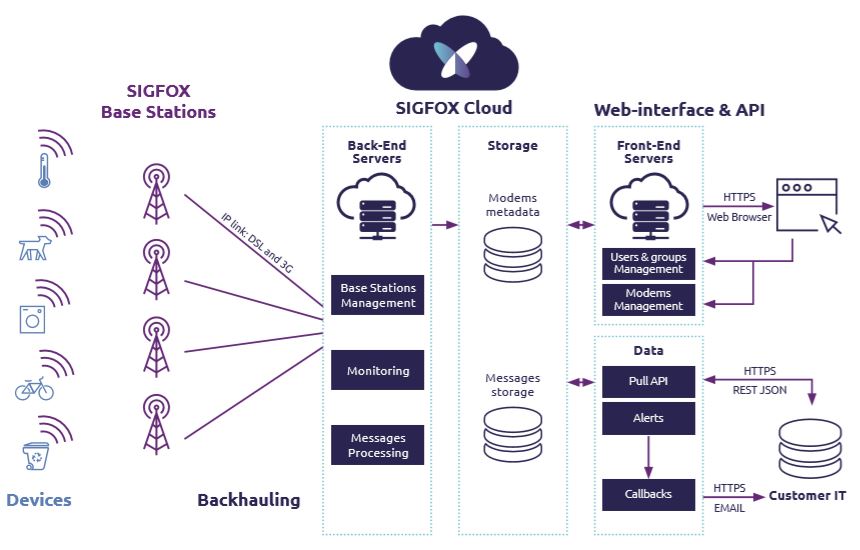 SIGFOX
Base Stations
SIGFOX Cloud
Web-interface & API
Back-End
Servers
Storage
Front-End
Servers
Modems
metadata
HTTPS
Web Browser
IP link: DSL and 3G
Users & groups
Management
Base Stations
Management
Modems
Management
Data
Monitoring
Messages
storage
Pull API
HTTPS
REST JSON
Alerts
Messages
Processing
Callbacks
HTTPS
EMAIL
Customer IT
Devices
Backhauling